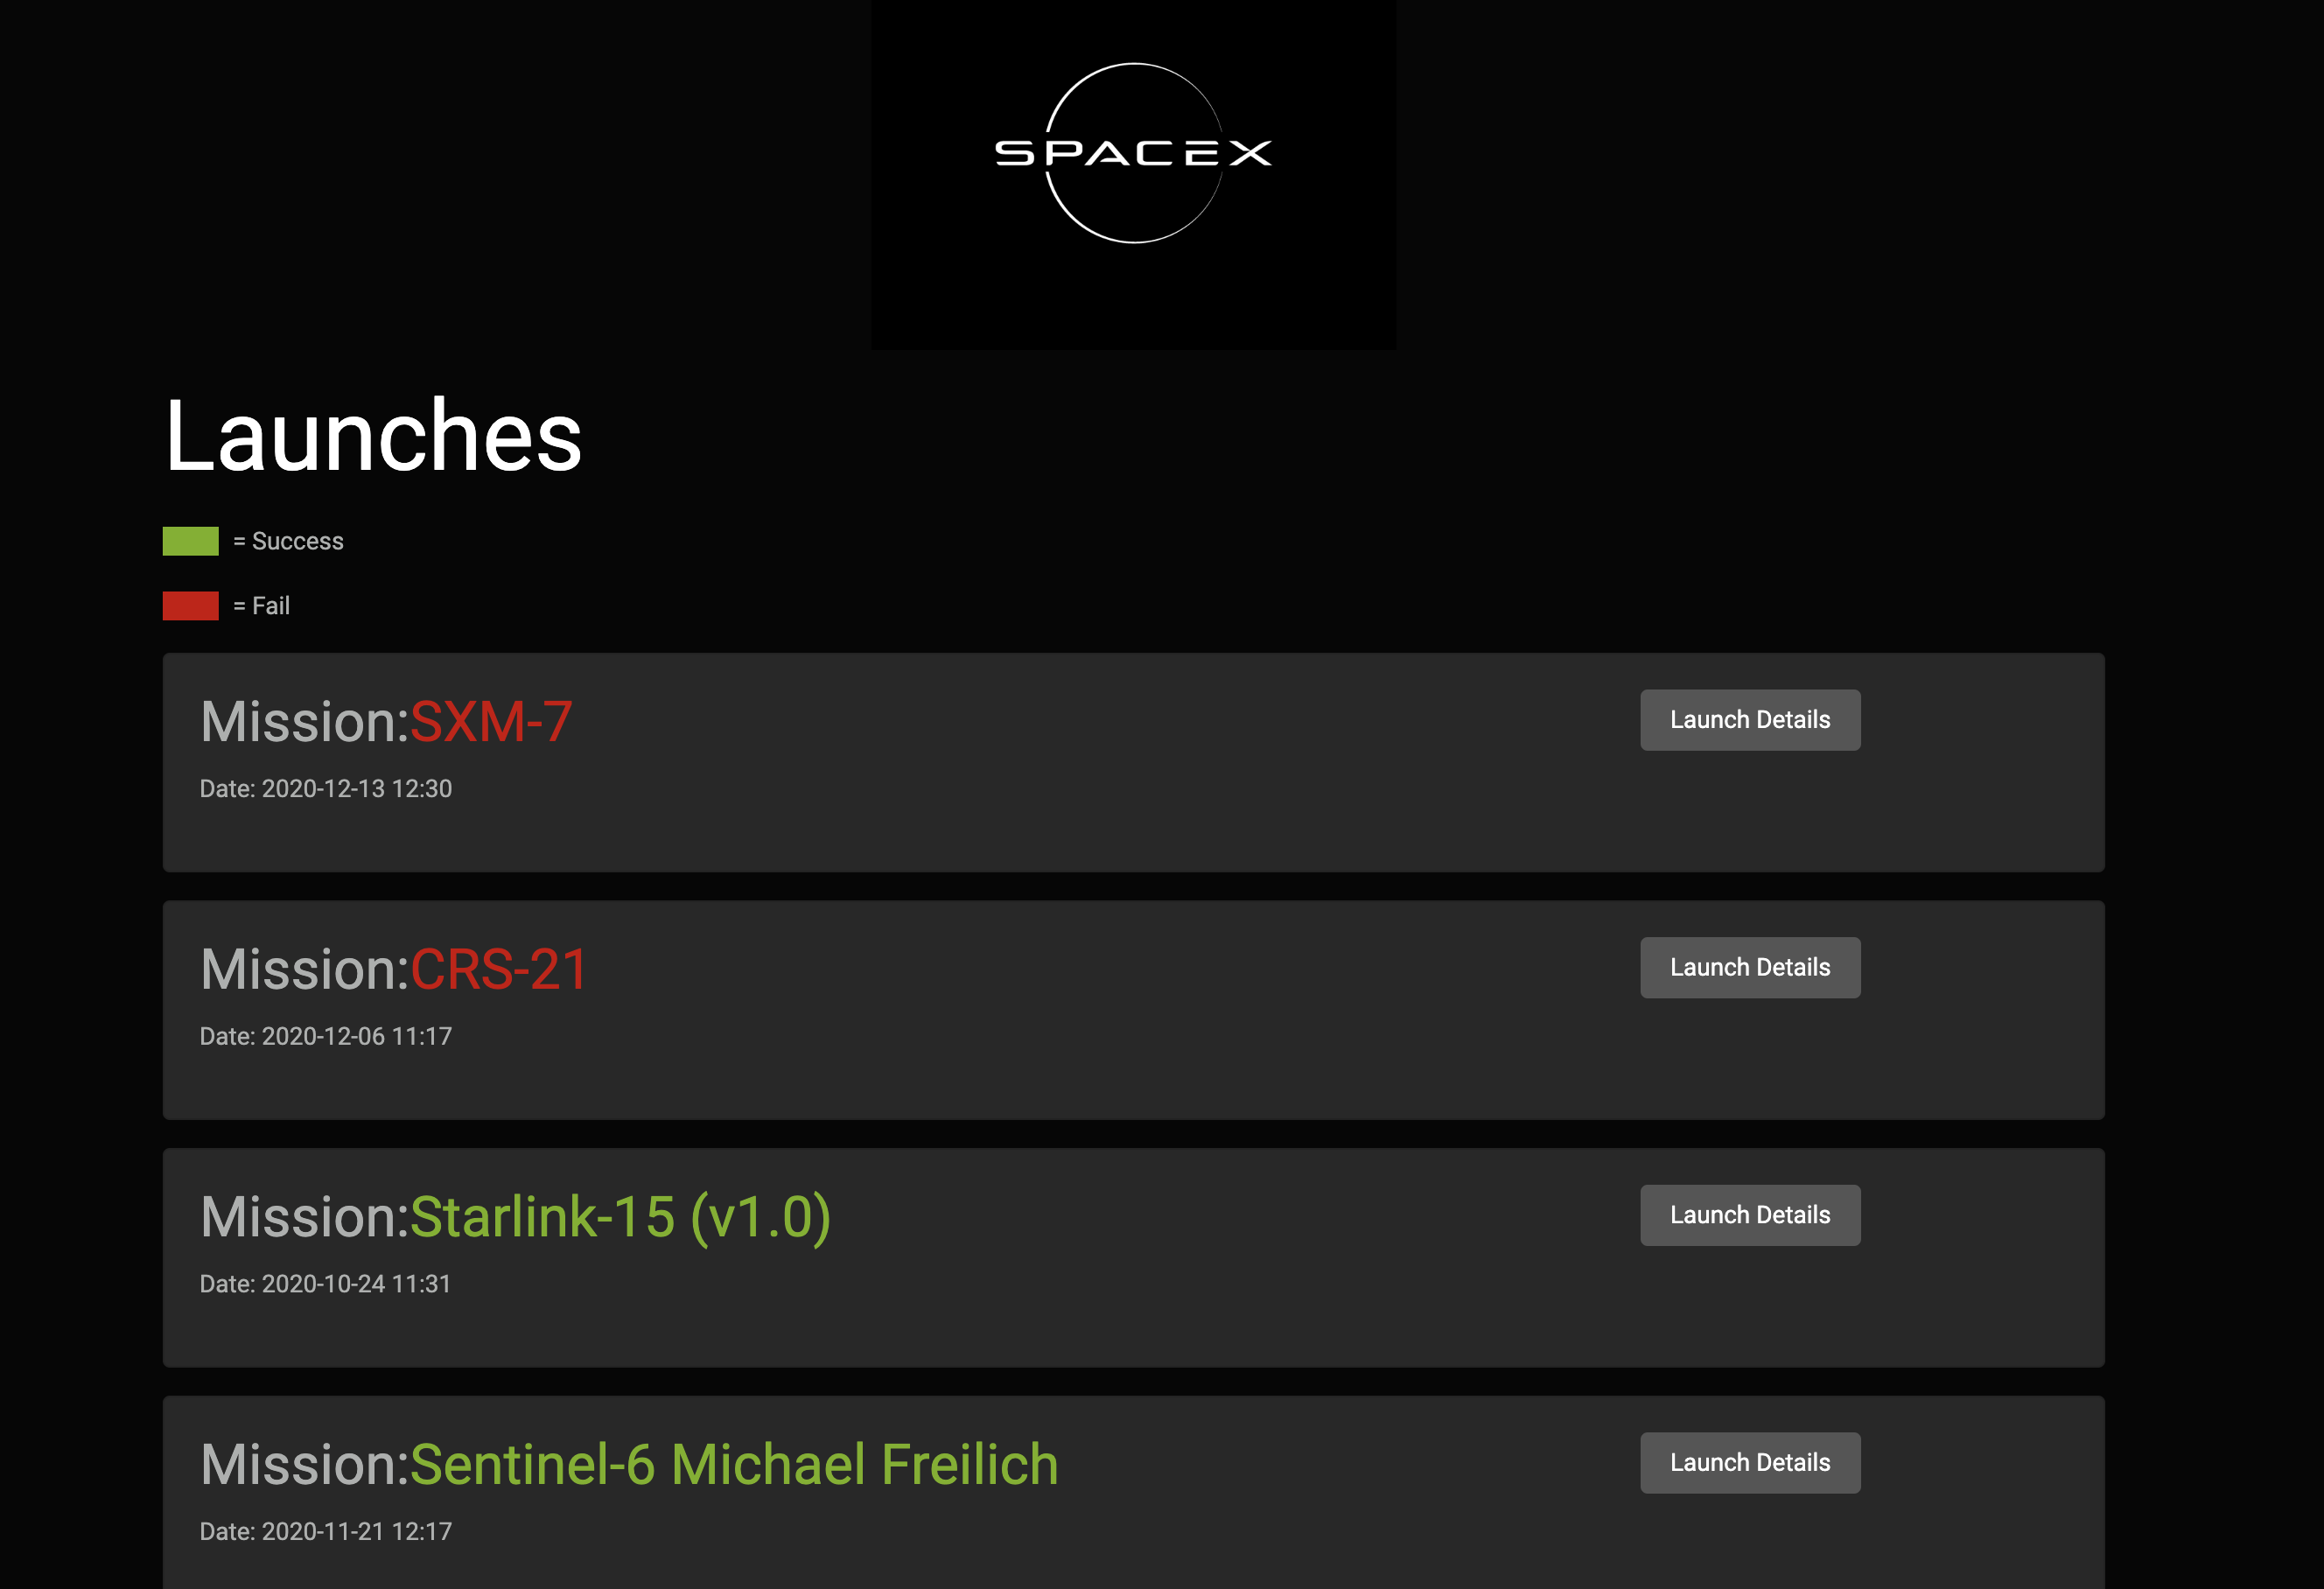 SPACEX
Launches
= Success
= Fail
Mission:SXM-7
Launch Details
Date: 2020-12-13 12:30
Mission:CRS-21
Launch Details
Date: 2020-12-06 11:17
Mission:Starlink-15 (v1.0)
Launch Details
Date: 2020-10-24 11:31
Mission:Sentinel-6 Michael Freilich
Launch Details
Date: 2020-11-21 12:17